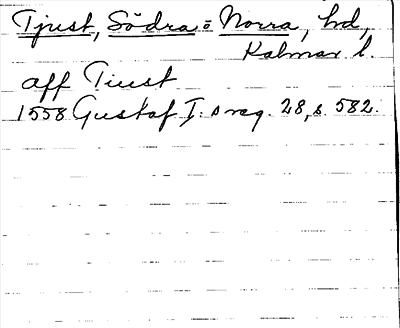 Tjust, Södra o Norra, hd,
Kalmar l.
aff Tiust
1558 Gustaf I:s reg. 28, s. 582.